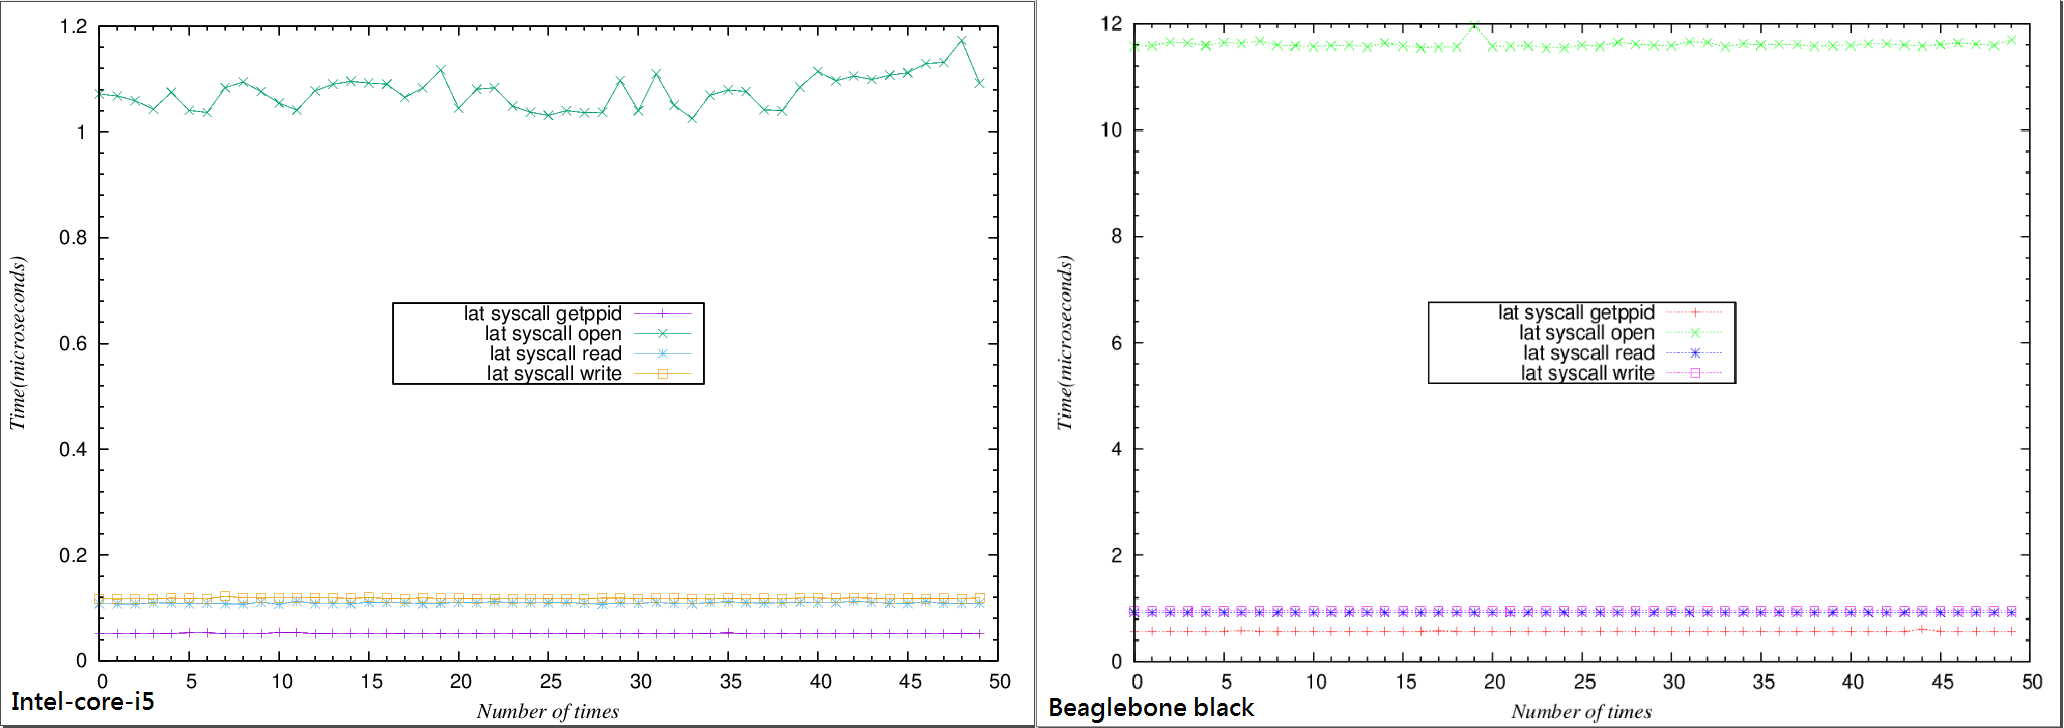 1.2
1
0.8
0.6
0.4
0.2
0
0 5 10 15 20 25 30 35 40 45 50
Time(microseconds)
Number of times
lat syscall getppid
lat syscall open
lat syscall read
lat syscall write
Intel-core-i5
12
10
8
6
4
2
0
0 5 10 15 20 25 30 35 40 45 50
Time(microseconds)
Number of times
lat syscall getppid
lat syscall open
lat syscall read
lat syscall write
Beaglebone black